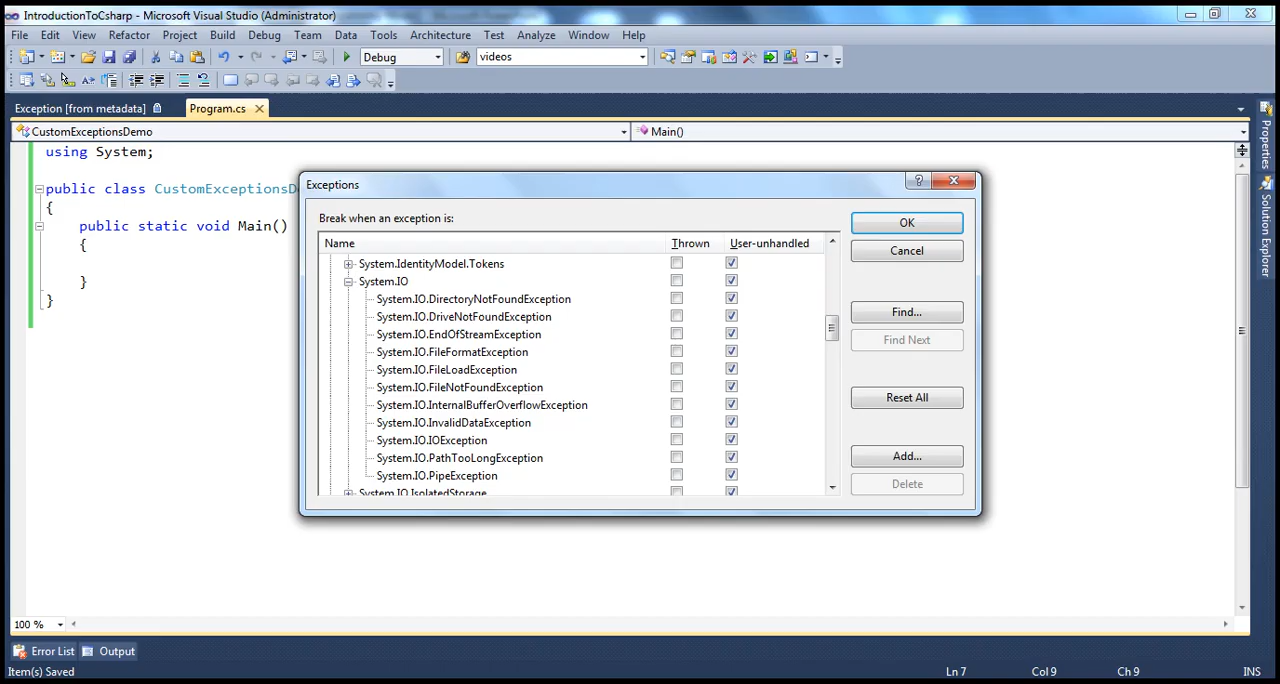 IntroductionToCsharp - Microsoft Visual Studio (Administrator)
File Edit View Refactor Project Build Debug Team Data Tools Architecture Test Analyze Window Help
Debug videos
Exception [from metadata] Program.cs
CustomExceptionsDemo Main()
using System;
public class CustomExceptionsD
{
public static void Main()
{
}
}
Exceptions
Break when an exception is:
Name Thrown User-unhandled
System.IdentityModel.Tokens
System.IO
System.IO.DirectoryNotFoundException
System.IO.DriveNotFoundException
System.IO.EndOfStreamException
System.IO.FileFormatException
System.IO.FileLoadException
System.IO.FileNotFoundException
System.IO.InternalBufferOverflowException
System.IO.InvalidDataException
System.IO.IOException
System.IO.PathTooLongException
System.IO.PipeException
System.IO.IsolatedStorage
OK
Cancel
Find...
Find Next
Reset All
Add...
Delete
Properties
Solution Explorer
100 %
Error List Output
Item(s) Saved Ln 7 Col 9 Ch 9 INS